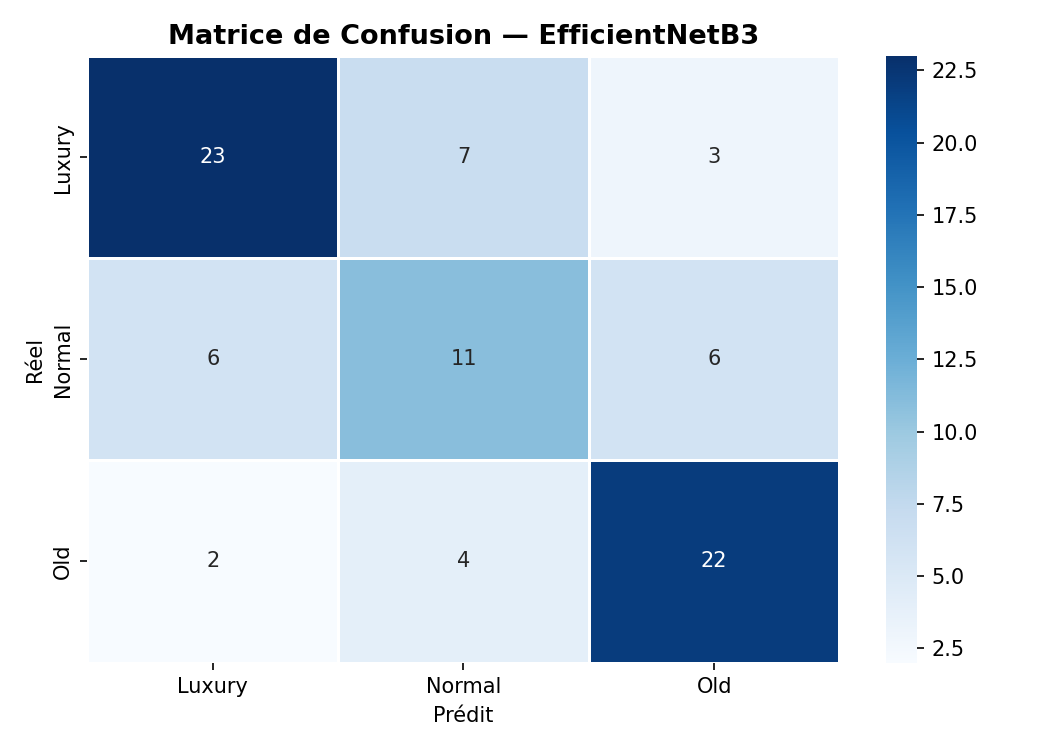 Matrice de Confusion — EfficientNetB3
Luxury
23
7
3
22.5
20.0
17.5
15.0
Réel
Normal
6
11
6
12.5
10.0
7.5
Old
2
4
22
5.0
2.5
Luxury
Normal
Old
Prédit